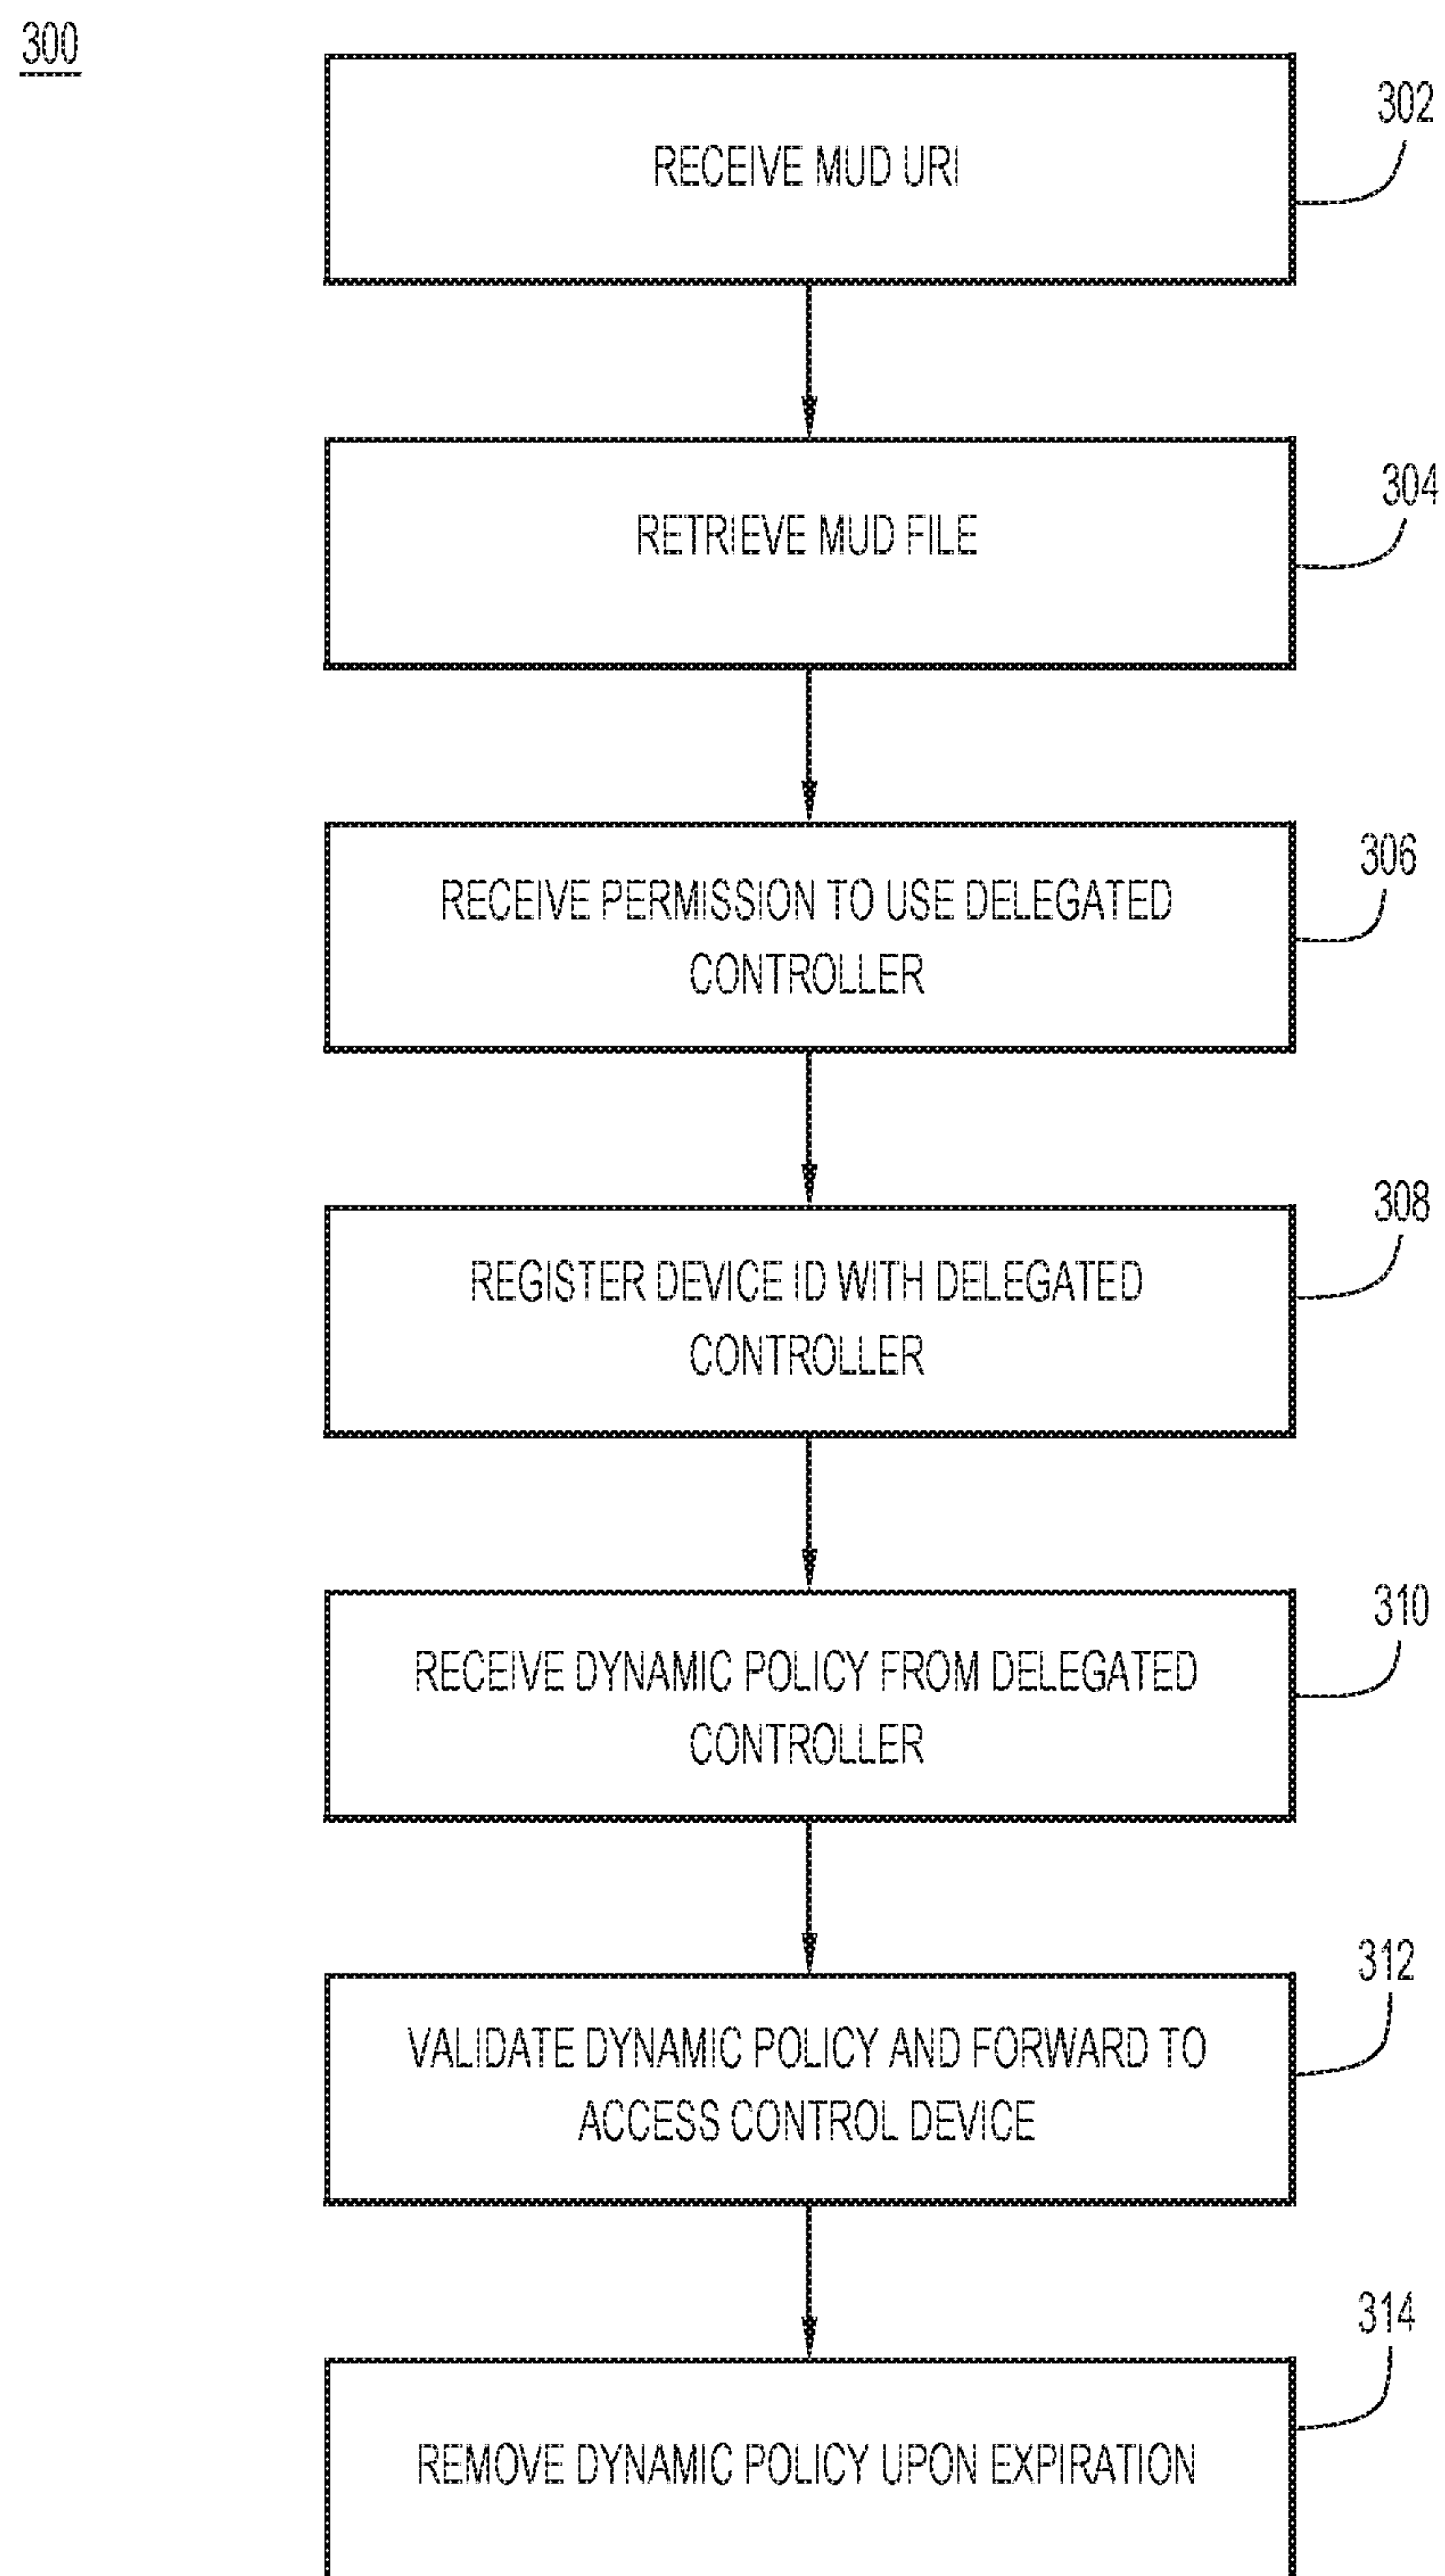 300
302
RECEIVE MUD URI
304
RETRIEVE MUD FILE
306
RECEIVE PERMISSION TO USE DELEGATED
CONTROLLER
308
REGISTER DEVICE ID WITH DELEGATED
CONTROLLER
310
RECEIVE DYNAMIC POLICY FROM DELEGATED
CONTROLLER
312
VALIDATE DYNAMIC POLICY AND FORWARD TO
ACCESS CONTROL DEVICE
314
REMOVE DYNAMIC POLICY UPON EXPIRATION